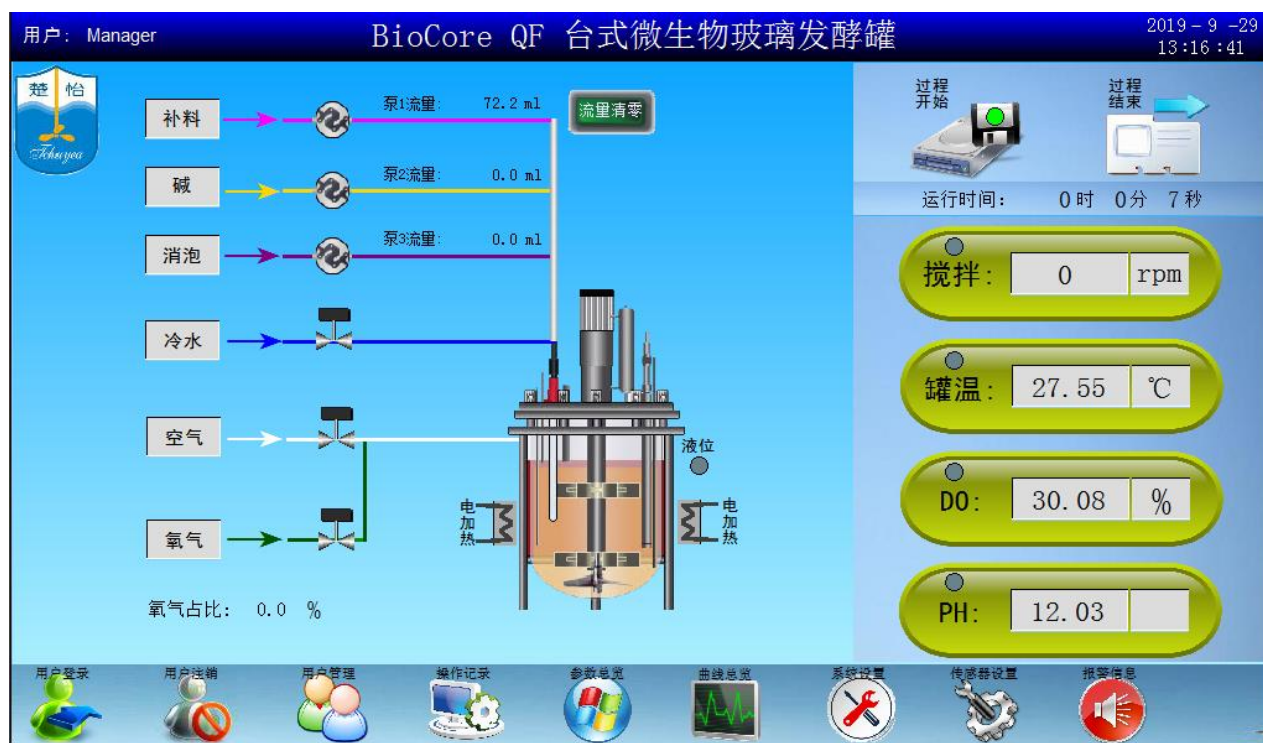 用户: Manager
BioCore QF 台式微生物玻璃发酵罐
2019-9-29
13:16:41
楚怡
Tchuyea
补料
泵1流量: 72.2 ml
流量清零
碱
泵2流量: 0.0 ml
消泡
泵3流量: 0.0 ml
冷水
空气
氧气
氧气占比: 0.0 %
液位
电加热
电加热
过程
开始
过程
结束
运行时间: 0时 0分 7秒
搅拌: 0 rpm
罐温: 27.55 ℃
DO: 30.08 %
PH: 12.03
用户登录
用户注销
用户管理
操作记录
参数总览
曲线总览
系统设置
传感器设置
报警信息